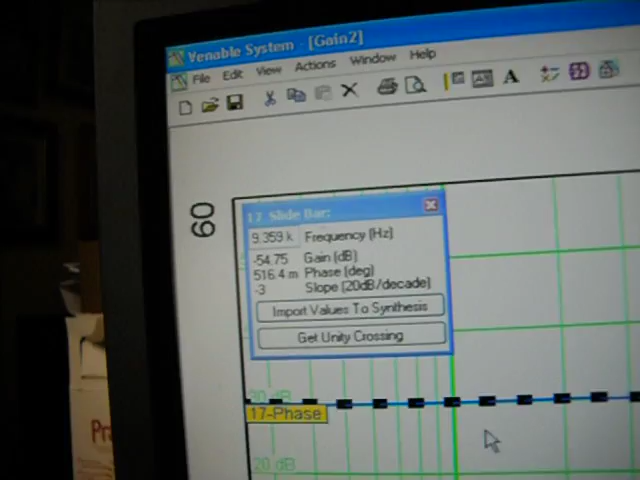 Venable System - [Gain2]
File Edit View Actions Window Help
A
60
17 Slide Bar:
9.359 k Frequency (Hz)
-54.75 Gain (dB)
516.4 m Phase (deg)
-3 Slope (20dB/decade)
Import Values To Synthesis
Get Unity Crossing
17-Phase
20 dB